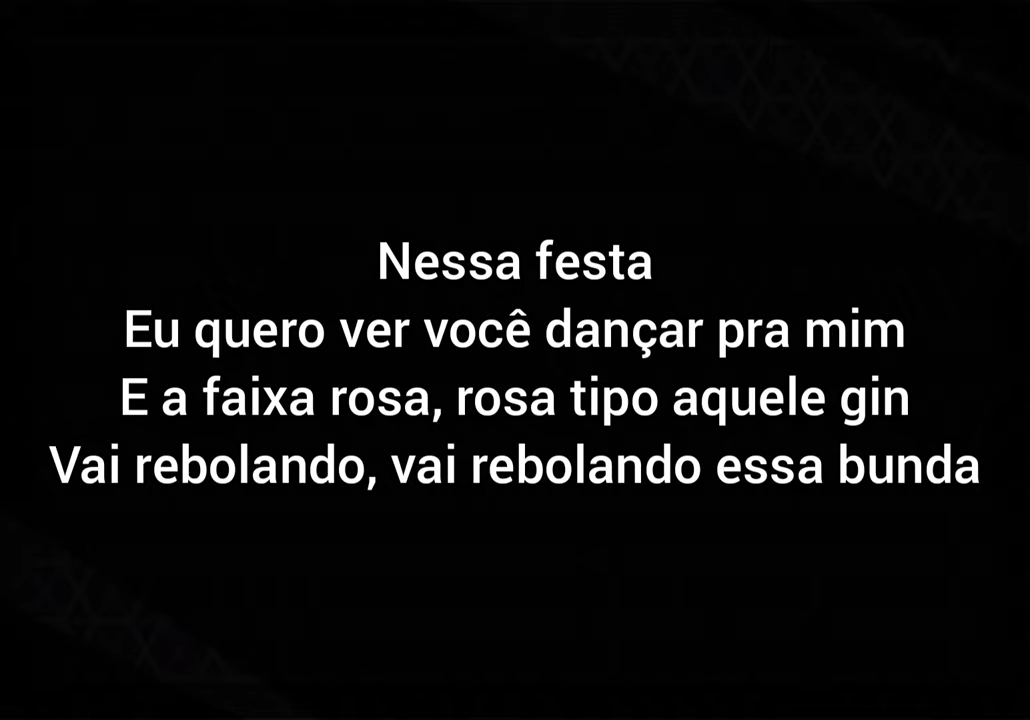 Nessa festa
Eu quero ver você dançar pra mim
E a faixa rosa, rosa tipo aquele gin
Vai rebolando, vai rebolando essa bunda